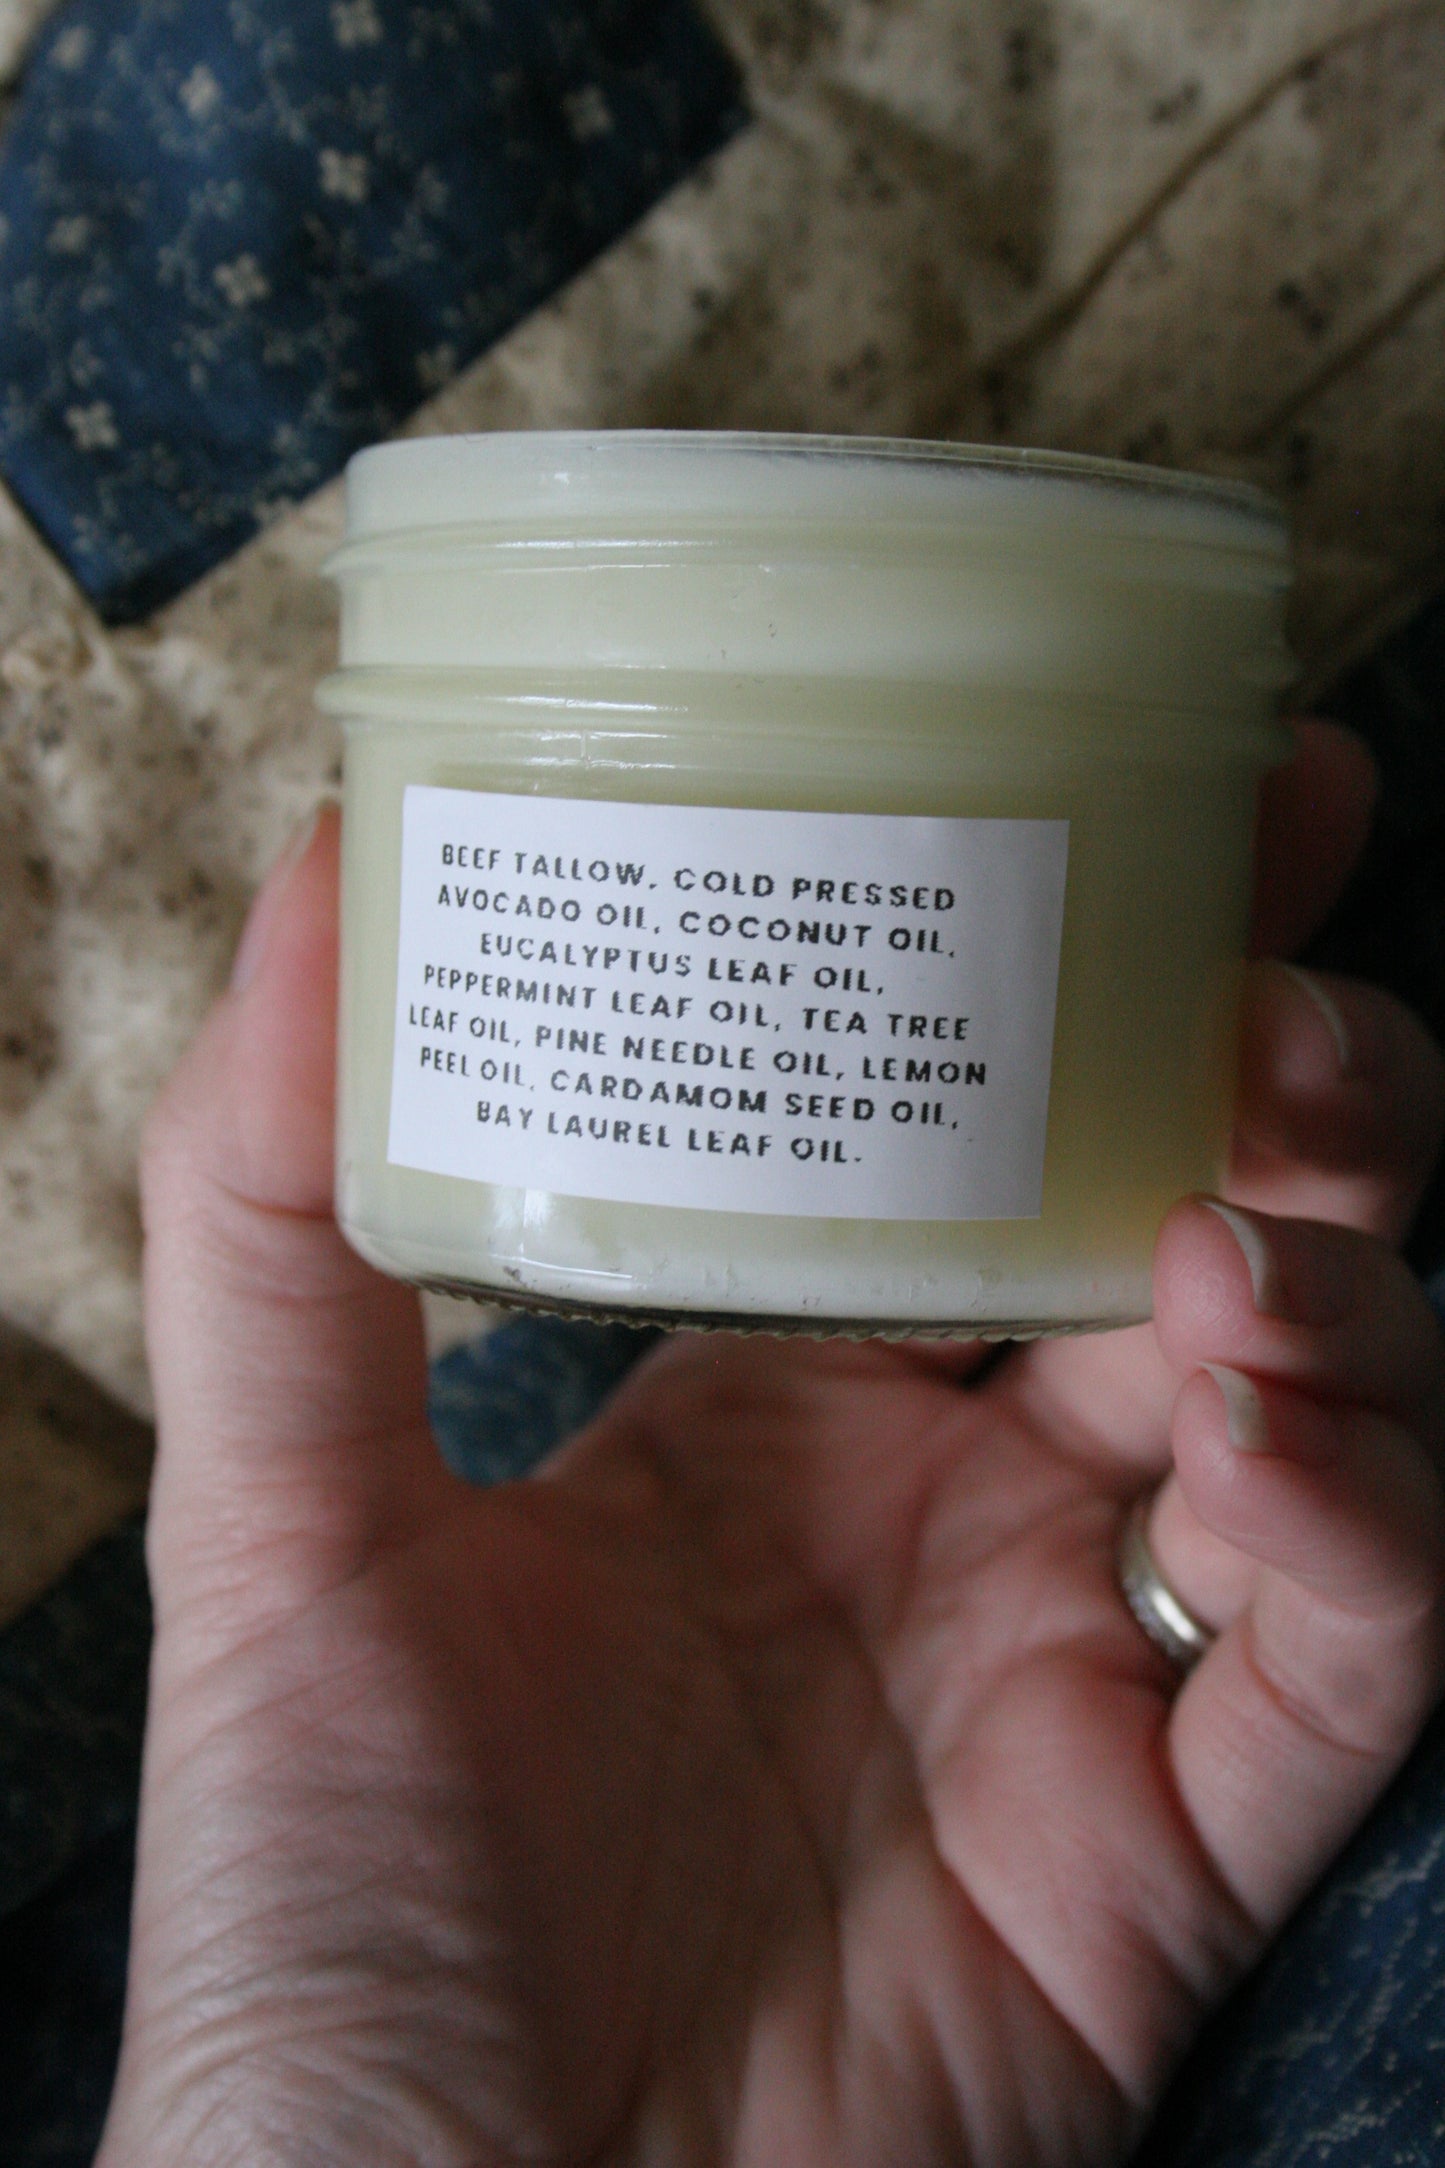 BEEF TALLOW, COLD PRESSED
AVOCADO OIL, COCONUT OIL,
EUCALYPTUS LEAF OIL,
PEPPERMINT LEAF OIL, TEA TREE
LEAF OIL, PINE NEEDLE OIL, LEMON
PEEL OIL, CARDAMOM SEED OIL,
BAY LAUREL LEAF OIL.